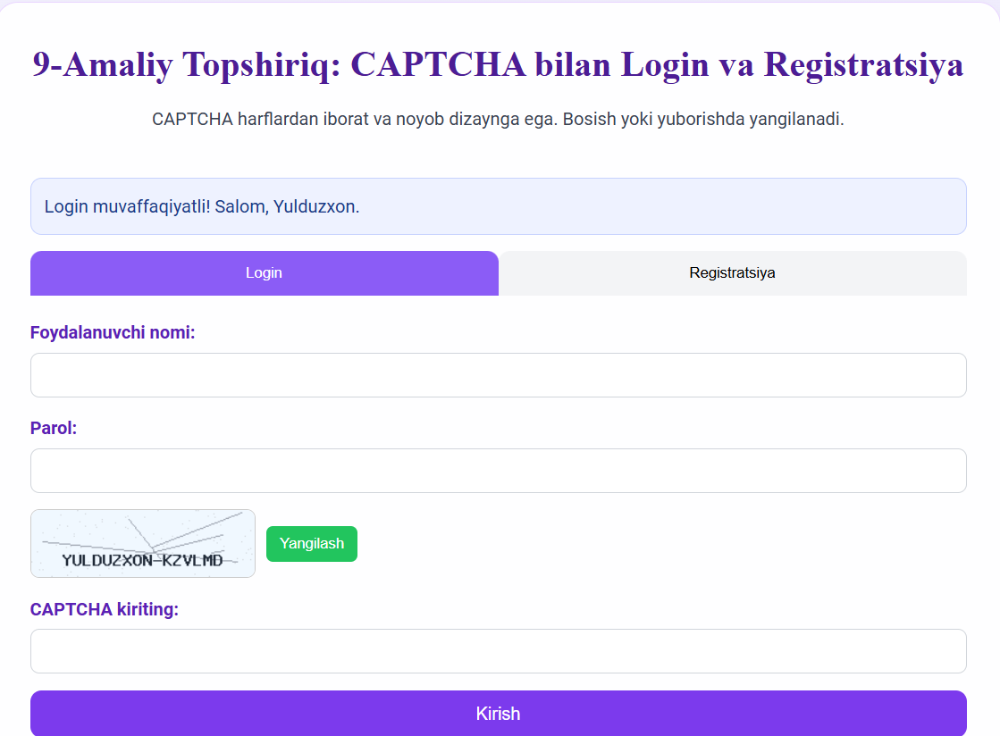 9-Amaliy Topshiriq: CAPTCHA bilan Login va Registratsiya
CAPTCHA harflardan iborat va noyob dizaynga ega. Bosish yoki yuborishda yangilanadi.
Login muvaffaqiyatli! Salom, Yulduzxon.
Login
Registratsiya
Foydalanuvchi nomi:
Parol:
YULDUZXON-KZVLMD
Yangilash
CAPTCHA kiriting:
Kirish